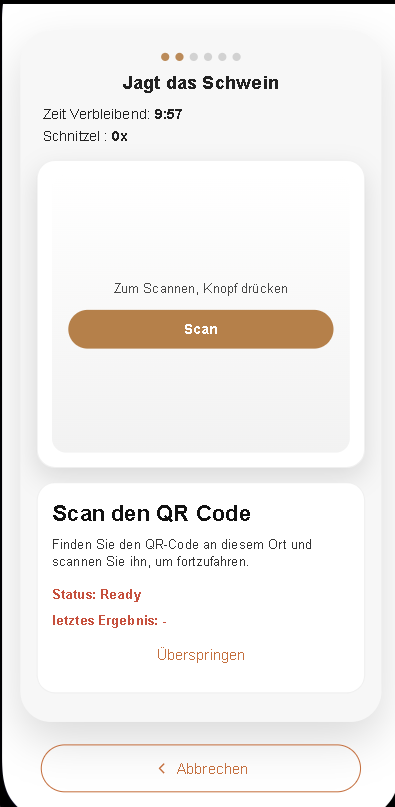 Jagt das Schwein
Zeit Verbleibend: 9:57
Schnitzel : 0x
Zum Scannen, Knopf drücken
Scan
Scan den QR Code
Finden Sie den QR-Code an diesem Ort und
scannen Sie ihn, um fortzufahren.
Status: Ready
letztes Ergebnis: -
Überspringen
Abbrechen